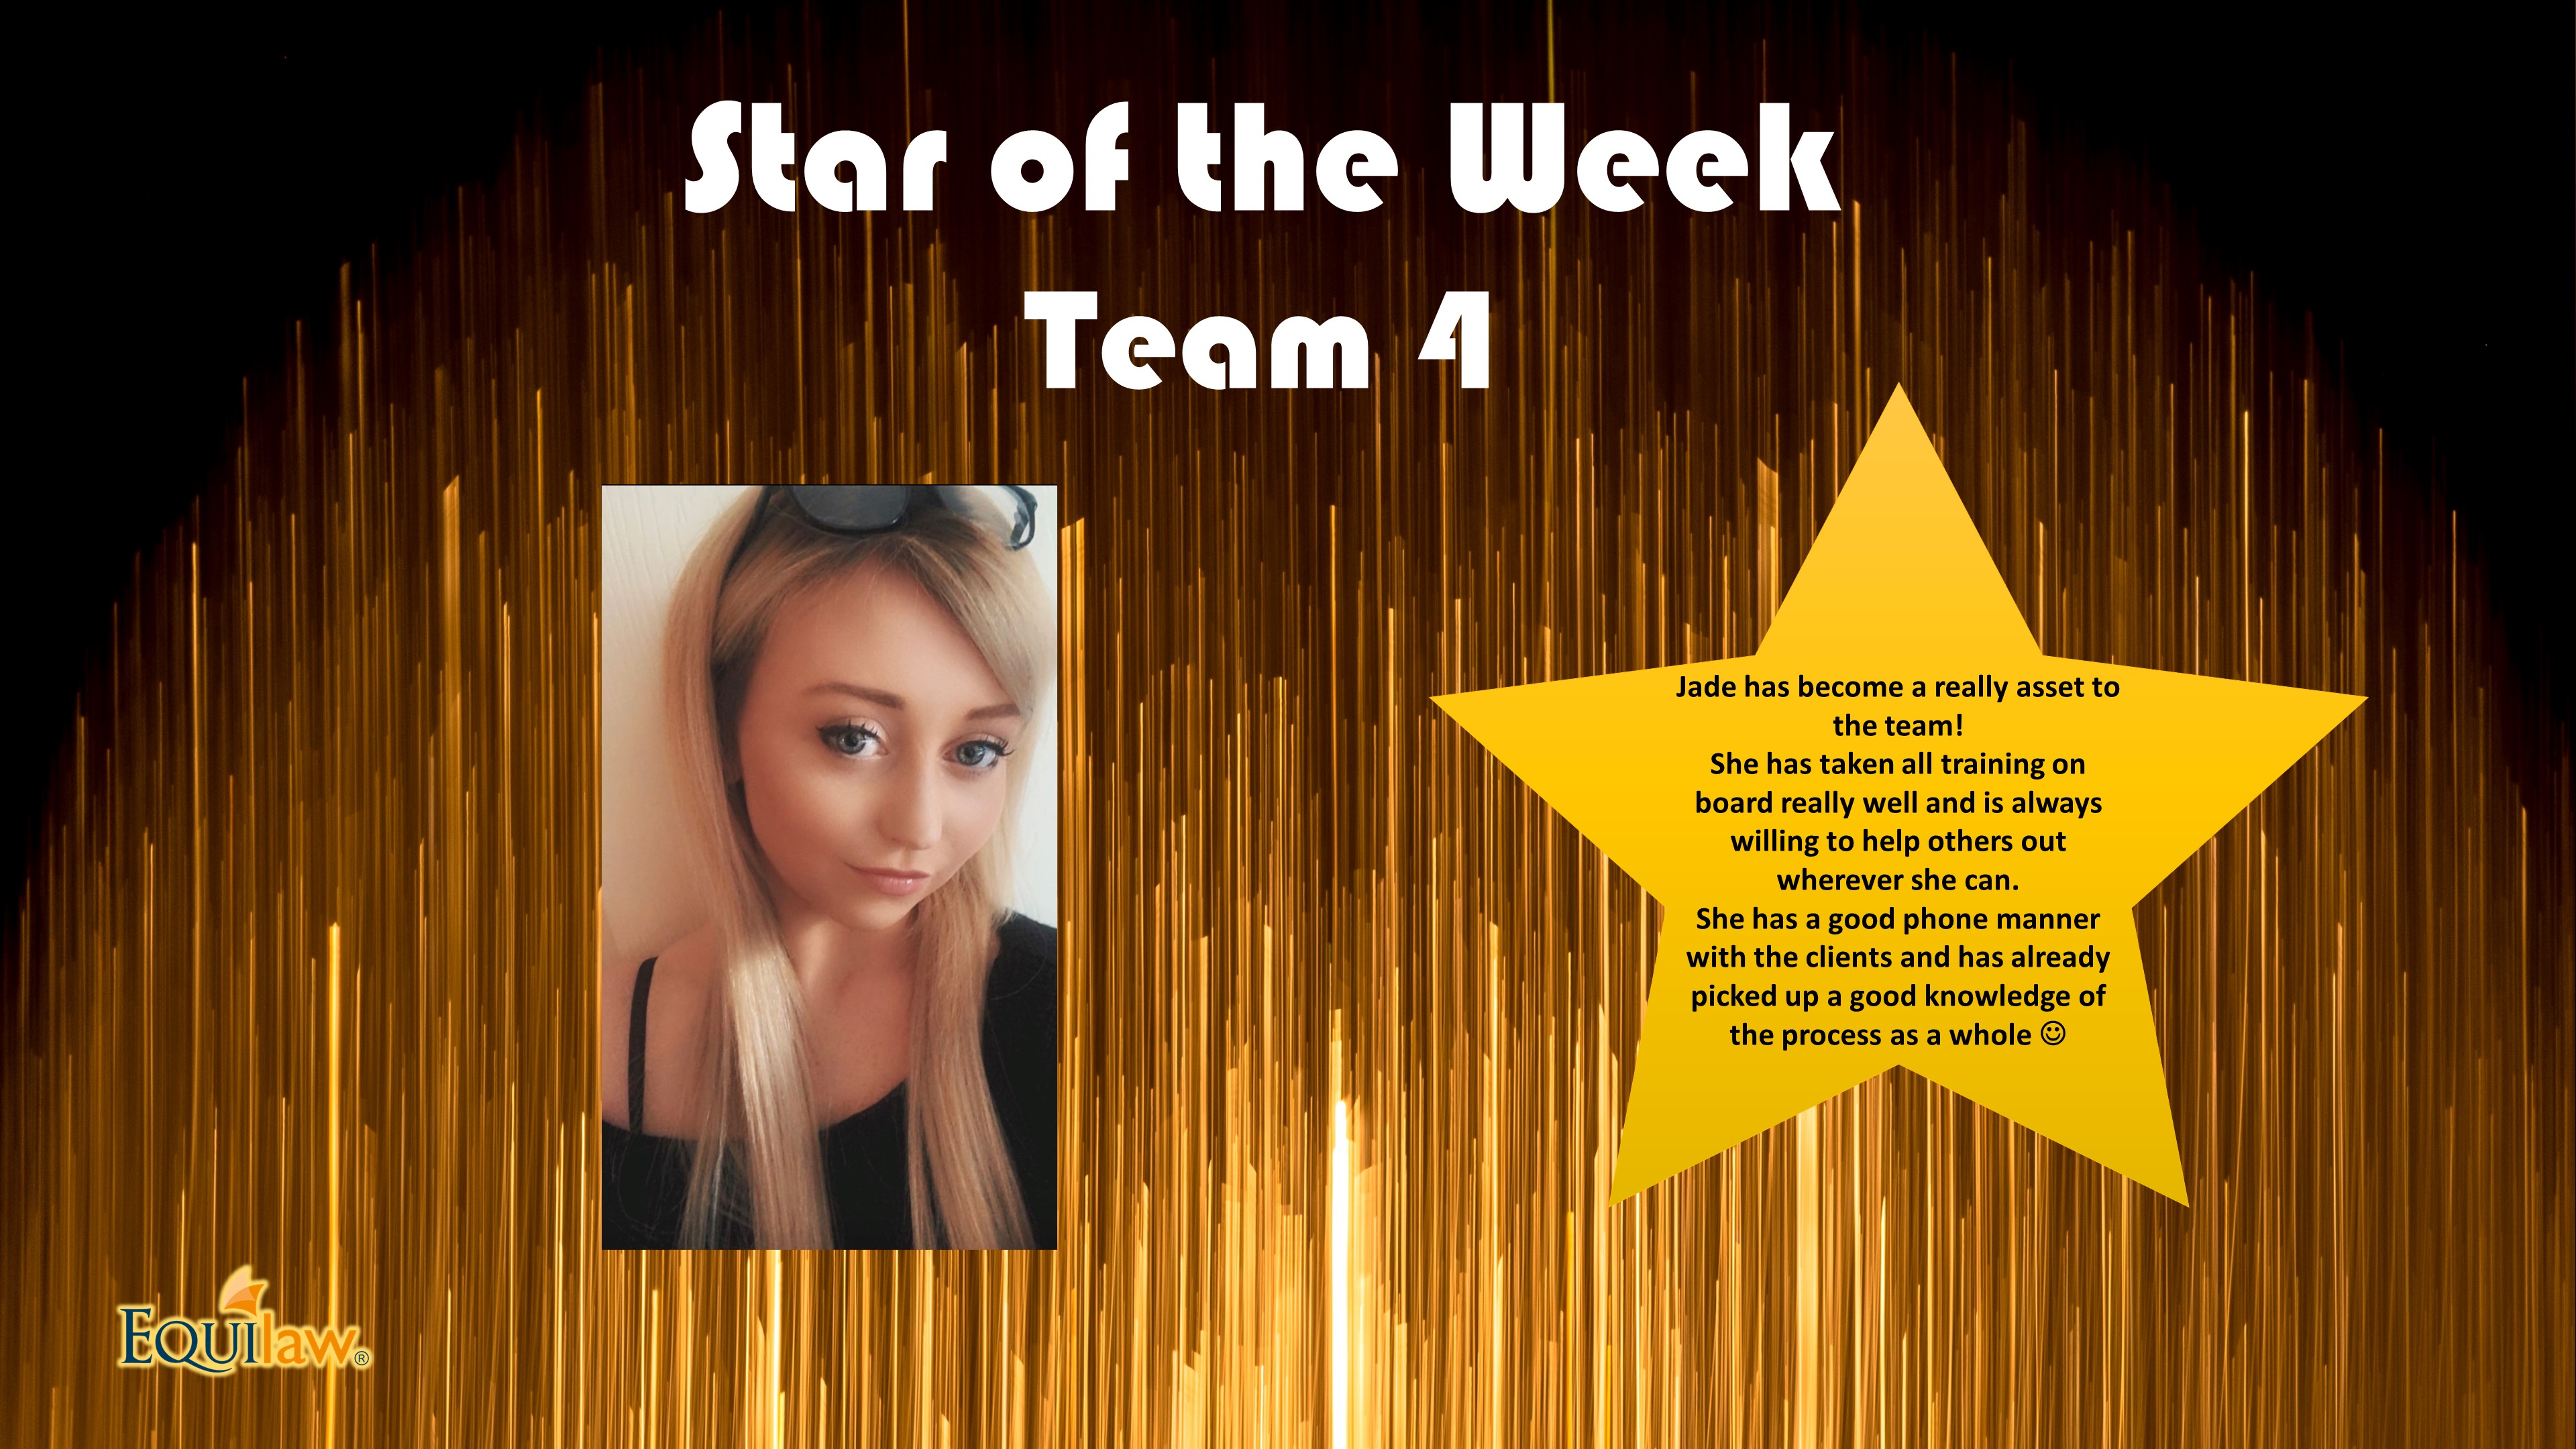 Star of the Week
Team 4
Jade has become a really asset to
the team!
She has taken all training on
board really well and is always
willing to help others out
wherever she can.
She has a good phone manner
with the clients and has already
picked up a good knowledge of
the process as a whole ☺
EQUIlaw®